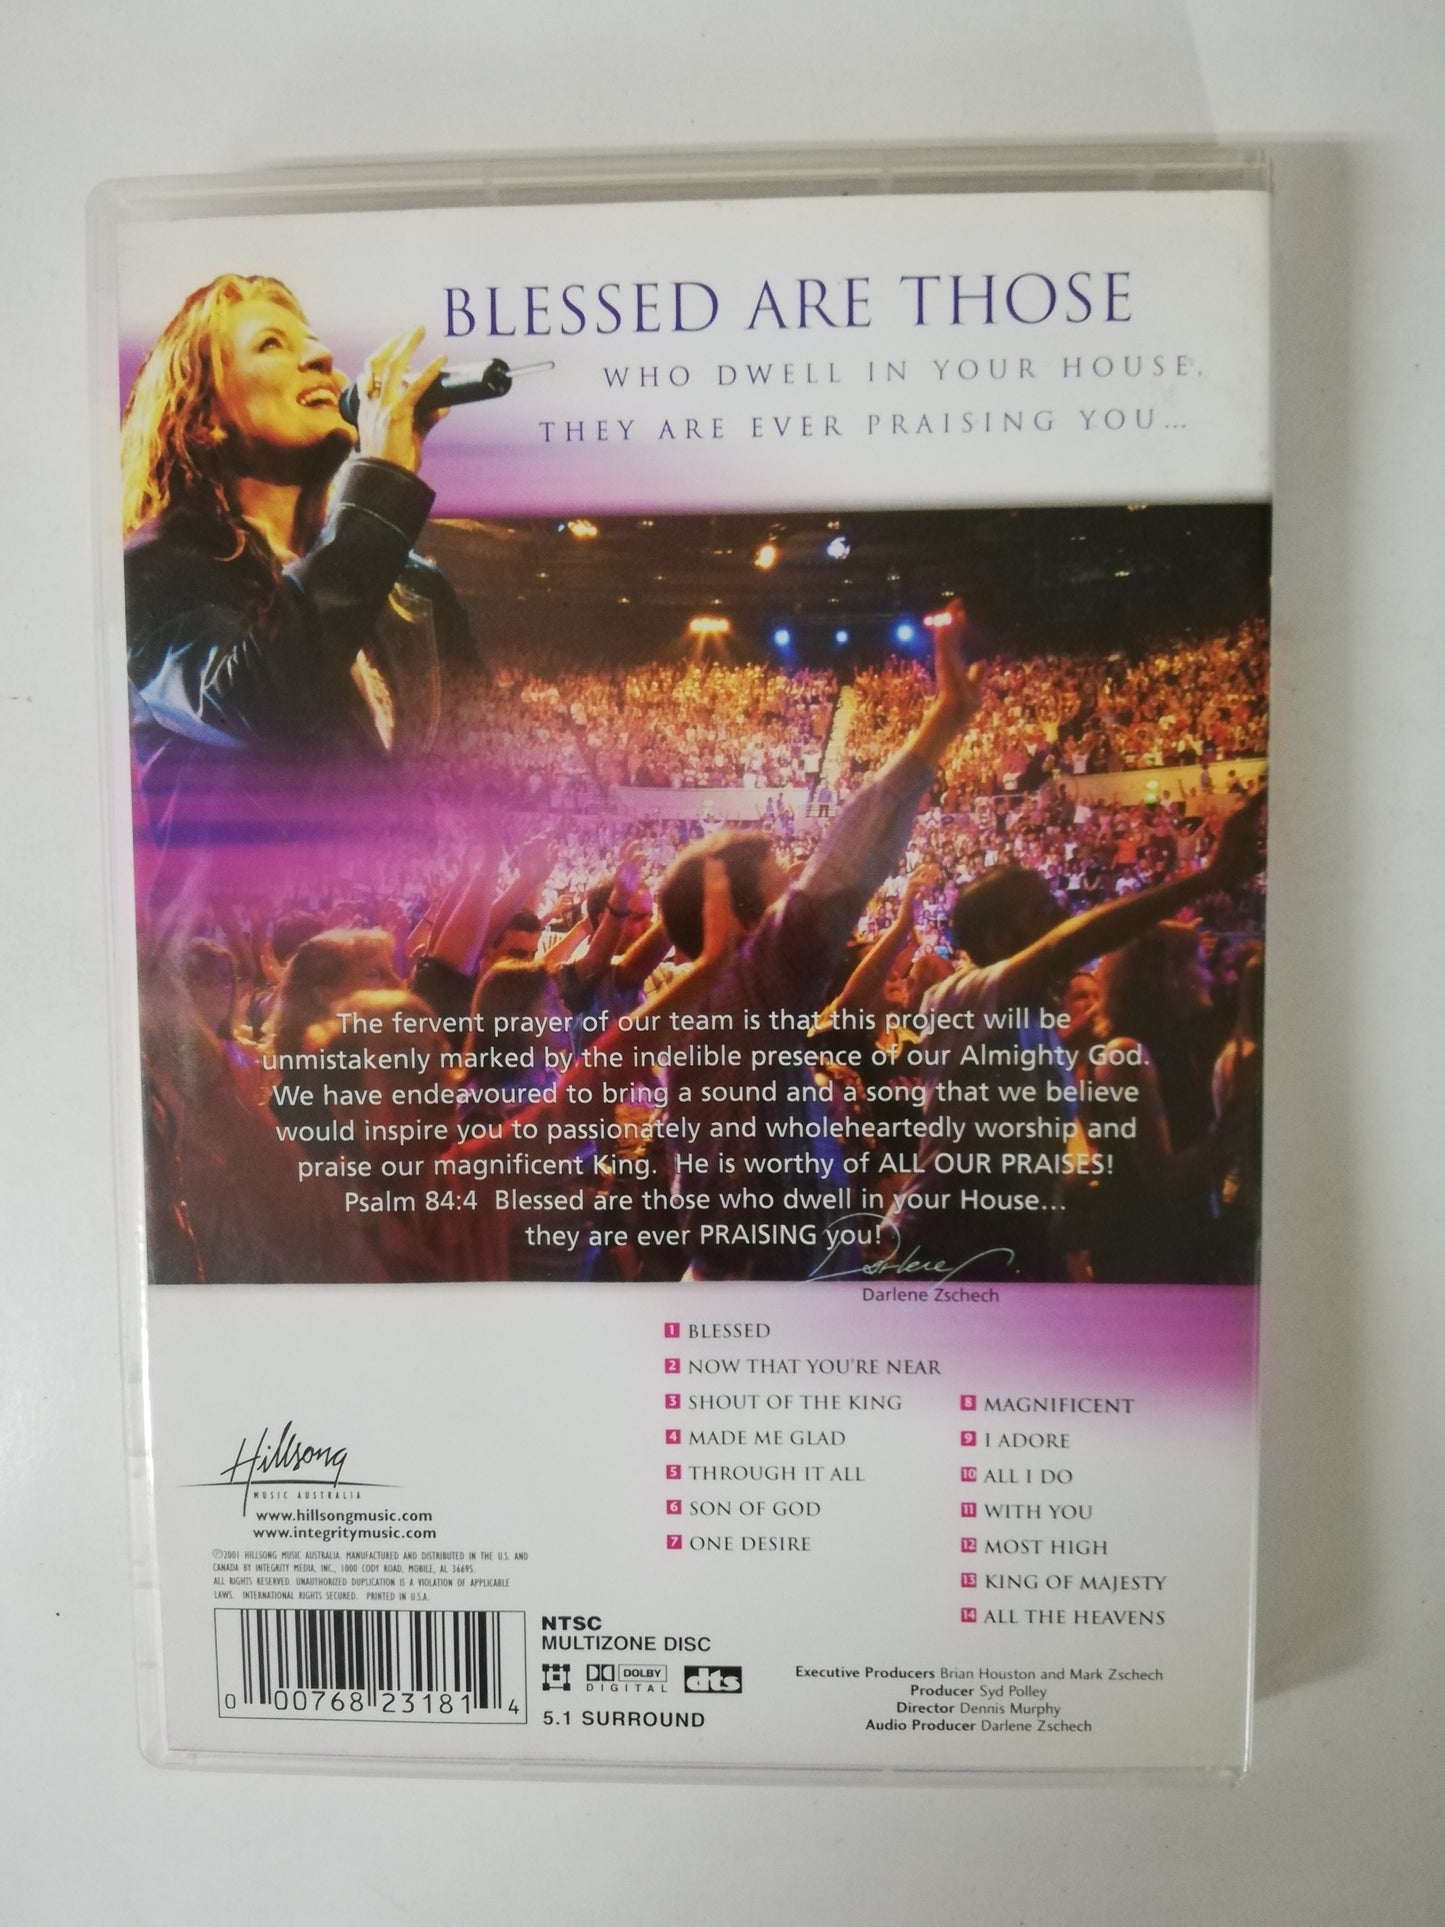 BLESSED ARE THOSE
WHO DWELL IN YOUR HOUSE,
THEY ARE EVER PRAISING YOU...
The fervent prayer of our team is that this project will be
unmistakenly marked by the indelible presence of our Almighty God.
We have endeavoured to bring a sound and a song that we believe
would inspire you to passionately and wholeheartedly worship and
praise our magnificent King. He is worthy of ALL OUR PRAISES!
Psalm 84:4 Blessed are those who dwell in your House...
they are ever PRAISING you!
Darlene
Darlene Zschech
1 BLESSED
2 NOW THAT YOU'RE NEAR
3 SHOUT OF THE KING
4 MADE ME GLAD
5 THROUGH IT ALL
6 SON OF GOD
7 ONE DESIRE
8 MAGNIFICENT
9 I ADORE
10 ALL I DO
11 WITH YOU
12 MOST HIGH
13 KING OF MAJESTY
14 ALL THE HEAVENS
Hillsong
MUSIC AUSTRALIA
www.hillsongmusic.com
www.integritymusic.com
℗2001 HILLSONG MUSIC AUSTRALIA. MANUFACTURED AND DISTRIBUTED IN THE U.S. AND
CANADA BY INTEGRITY MEDIA, INC., 1000 CODY ROAD, MOBILE, AL 36695.
ALL RIGHTS RESERVED. UNAUTHORIZED DUPLICATION IS A VIOLATION OF APPLICABLE
LAWS. INTERNATIONAL RIGHTS SECURED. PRINTED IN U.S.A.
0 00768 23181 4
NTSC
MULTIZONE DISC
DOLBY
DIGITAL
dts
5.1 SURROUND
Executive Producers Brian Houston and Mark Zschech
Producer Syd Polley
Director Dennis Murphy
Audio Producer Darlene Zschech